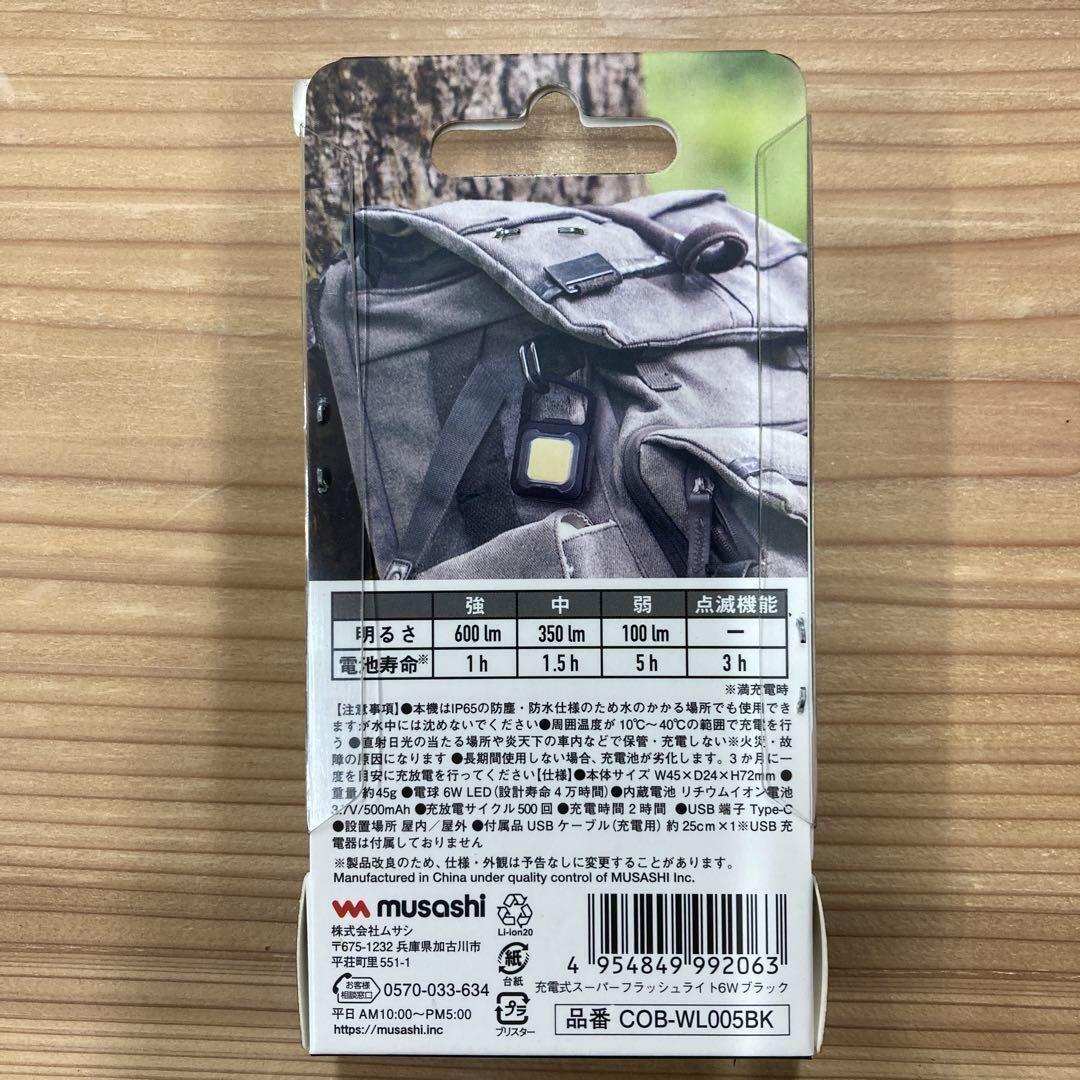 強 中 弱 点滅機能
明るさ 600 lm 350 lm 100 lm ー
電池寿命※ 1 h 1.5 h 5 h 3 h
※満充電時
【注意事項】●本機はIP65の防塵・防水仕様のため水のかかる場所でも使用でき
ますが水中には沈めないでください●周囲温度が10℃〜40℃の範囲で充電を行
う ●直射日光の当たる場所や炎天下の車内などで保管・充電しない※火災・故
障の原因になります ●長期間使用しない場合、充電池が劣化します。3か月に一
度を目安に充放電を行ってください【仕様】●本体サイズ W45×D24×H72mm ●
重量 約45g ●電球 6W LED(設計寿命4万時間) ●内蔵電池 リチウムイオン電池
3.7V/500mAh ●充放電サイクル500回 ●充電時間2時間 ●USB端子 Type-C
●設置場所 屋内/屋外 ●付属品 USBケーブル(充電用) 約25cm×1※USB充
電器は付属しておりません
※製品改良のため、仕様・外観は予告なしに変更することがあります。
Manufactured in China under quality control of MUSASHI Inc.
musashi
株式会社ムサシ
〒675-1232 兵庫県加古川市
平荘町里551-1
お客様
相談窓口 0570-033-634
平日 AM10:00〜PM5:00
https://musashi.inc
Li-ion20
紙
台紙
プラ
ブリスター
4 954849 992063
充電式スーパーフラッシュライト6W ブラック
品番 COB-WL005BK